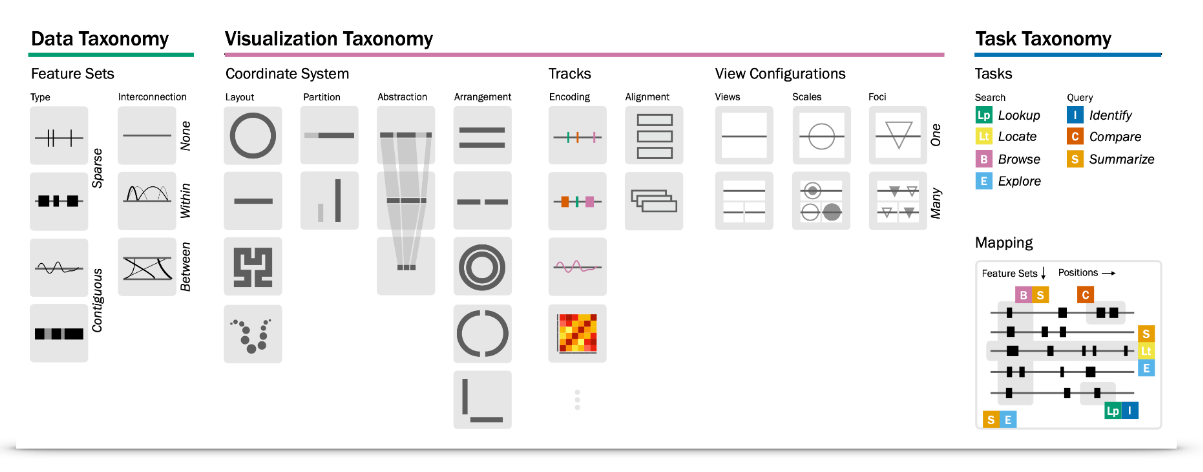 Data Taxonomy
Feature Sets
Type
Interconnection
Sparse
Contiguous
None
Within
Between
Visualization Taxonomy
Coordinate System
Layout
Partition
Abstraction
Arrangement
Tracks
Encoding
Alignment
View Configurations
Views
Scales
Foci
One
Many
Task Taxonomy
Tasks
Search
Lp Lookup
Lt Locate
B Browse
E Explore
Query
I Identify
C Compare
S Summarize
Mapping
Feature Sets ↓ Positions →
B S C
S
Lt
E
Lp I
S E